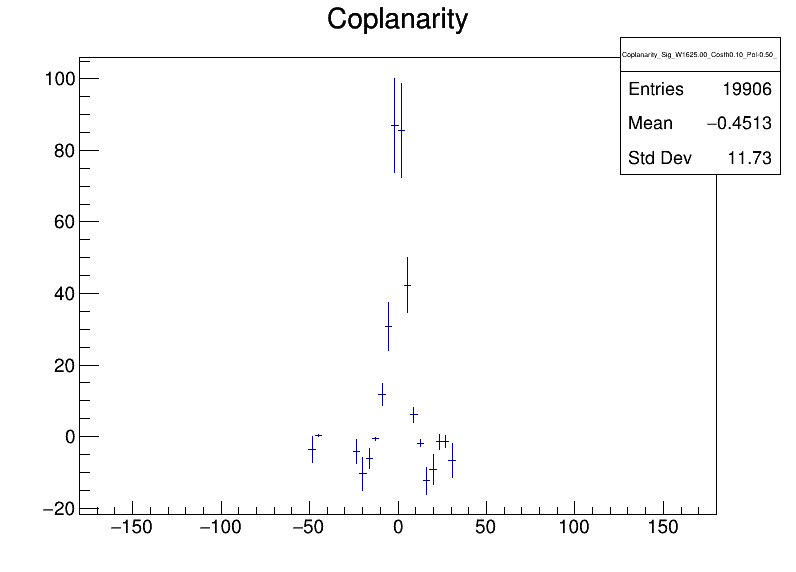 Coplanarity
Coplanarity_Sig_W1625.00_Costh0.10_Pol-0.50_
Entries 19906
Mean −0.4513
Std Dev 11.73
100
80
60
40
20
0
−20
−150 −100 −50 0 50 100 150